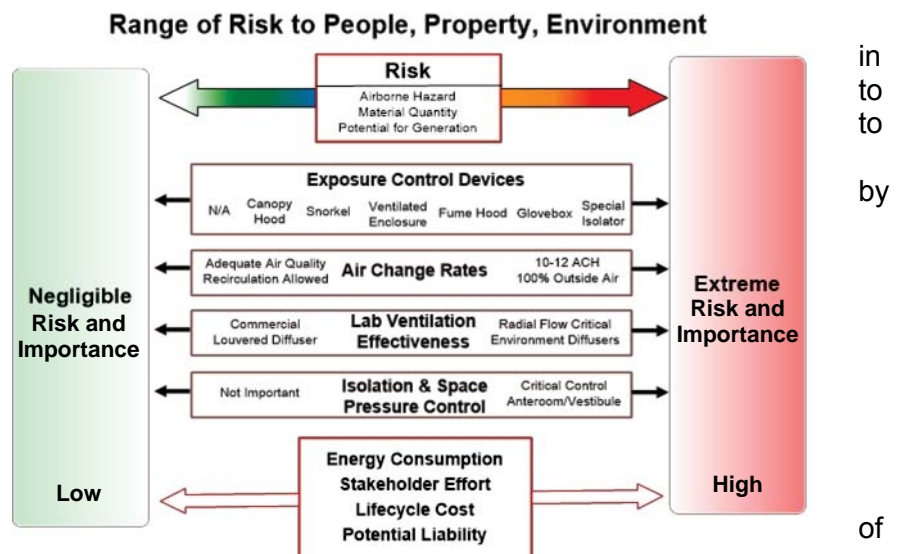 Range of Risk to People, Property, Environment
Risk
Airborne Hazard
Material Quantity
Potential for Generation
Exposure Control Devices
N/A
Canopy
Hood
Snorkel
Ventilated
Enclosure
Fume Hood
Glovebox
Special
Isolator
Adequate Air Quality
Recirculation Allowed
Air Change Rates
10-12 ACH
100% Outside Air
Commercial
Louvered Diffuser
Lab Ventilation
Effectiveness
Radial Flow Critical
Environment Diffusers
Not Important
Isolation & Space
Pressure Control
Critical Control
Anteroom/Vestibule
Negligible
Risk and
Importance
Low
Extreme
Risk and
Importance
High
Energy Consumption
Stakeholder Effort
Lifecycle Cost
Potential Liability
in
to
to
by
of